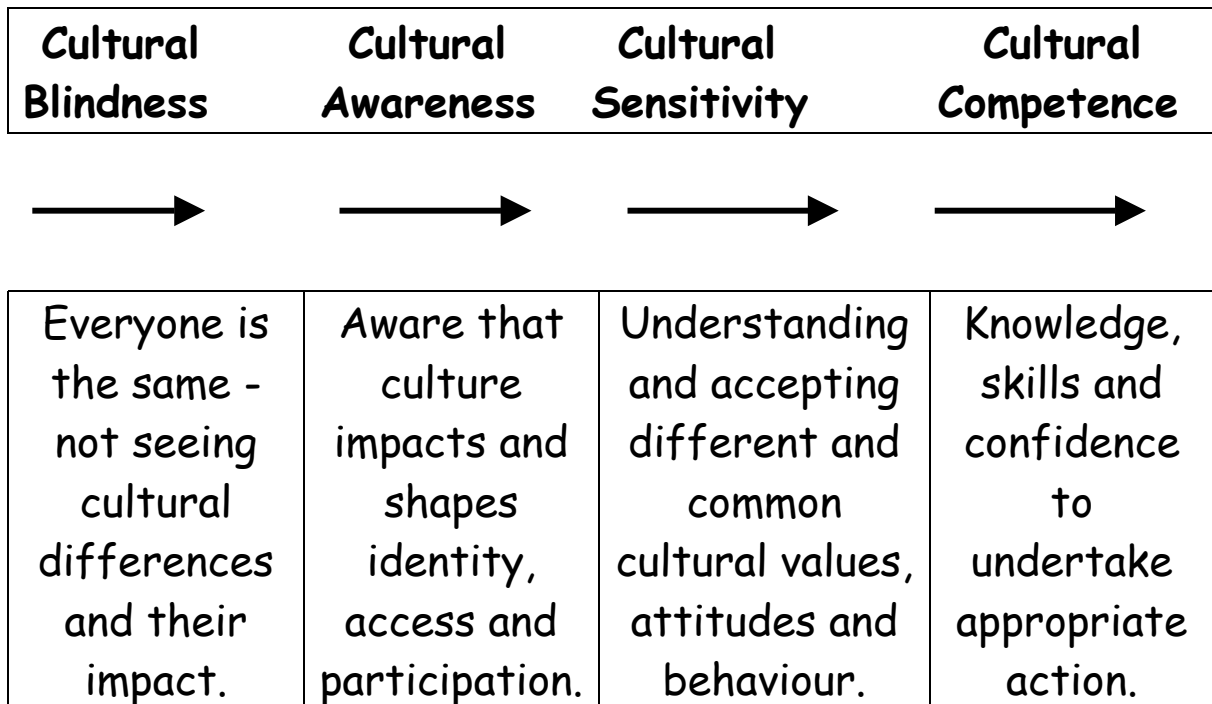 Cultural Blindness
Cultural Awareness
Cultural Sensitivity
Cultural Competence
Everyone is
the same -
not seeing
cultural
differences
and their
impact.
Aware that
culture
impacts and
shapes
identity,
access and
participation.
Understanding
and accepting
different and
common
cultural values,
attitudes and
behaviour.
Knowledge,
skills and
confidence
to
undertake
appropriate
action.